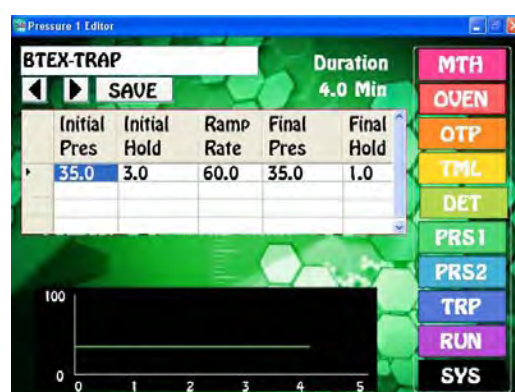 Pressure 1 Editor
BTEX-TRAP
Duration
SAVE
4.0 Min
Initial Pres Initial Hold Ramp Rate Final Pres Final Hold
35.0 3.0 60.0 35.0 1.0
100
0
0 1 2 3 4 5
MTH
OVEN
OTP
TML
DET
PRS1
PRS2
TRP
RUN
SYS